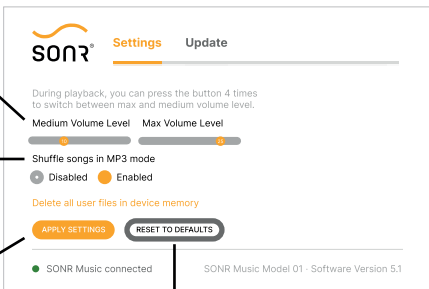 SONR®
Settings Update
During playback, you can press the button 4 times
to switch between max and medium volume level.
Medium Volume Level Max Volume Level
Shuffle songs in MP3 mode
Disabled Enabled
Delete all user files in device memory
APPLY SETTINGS RESET TO DEFAULTS
SONR Music connected SONR Music Model 01 · Software Version 5.1